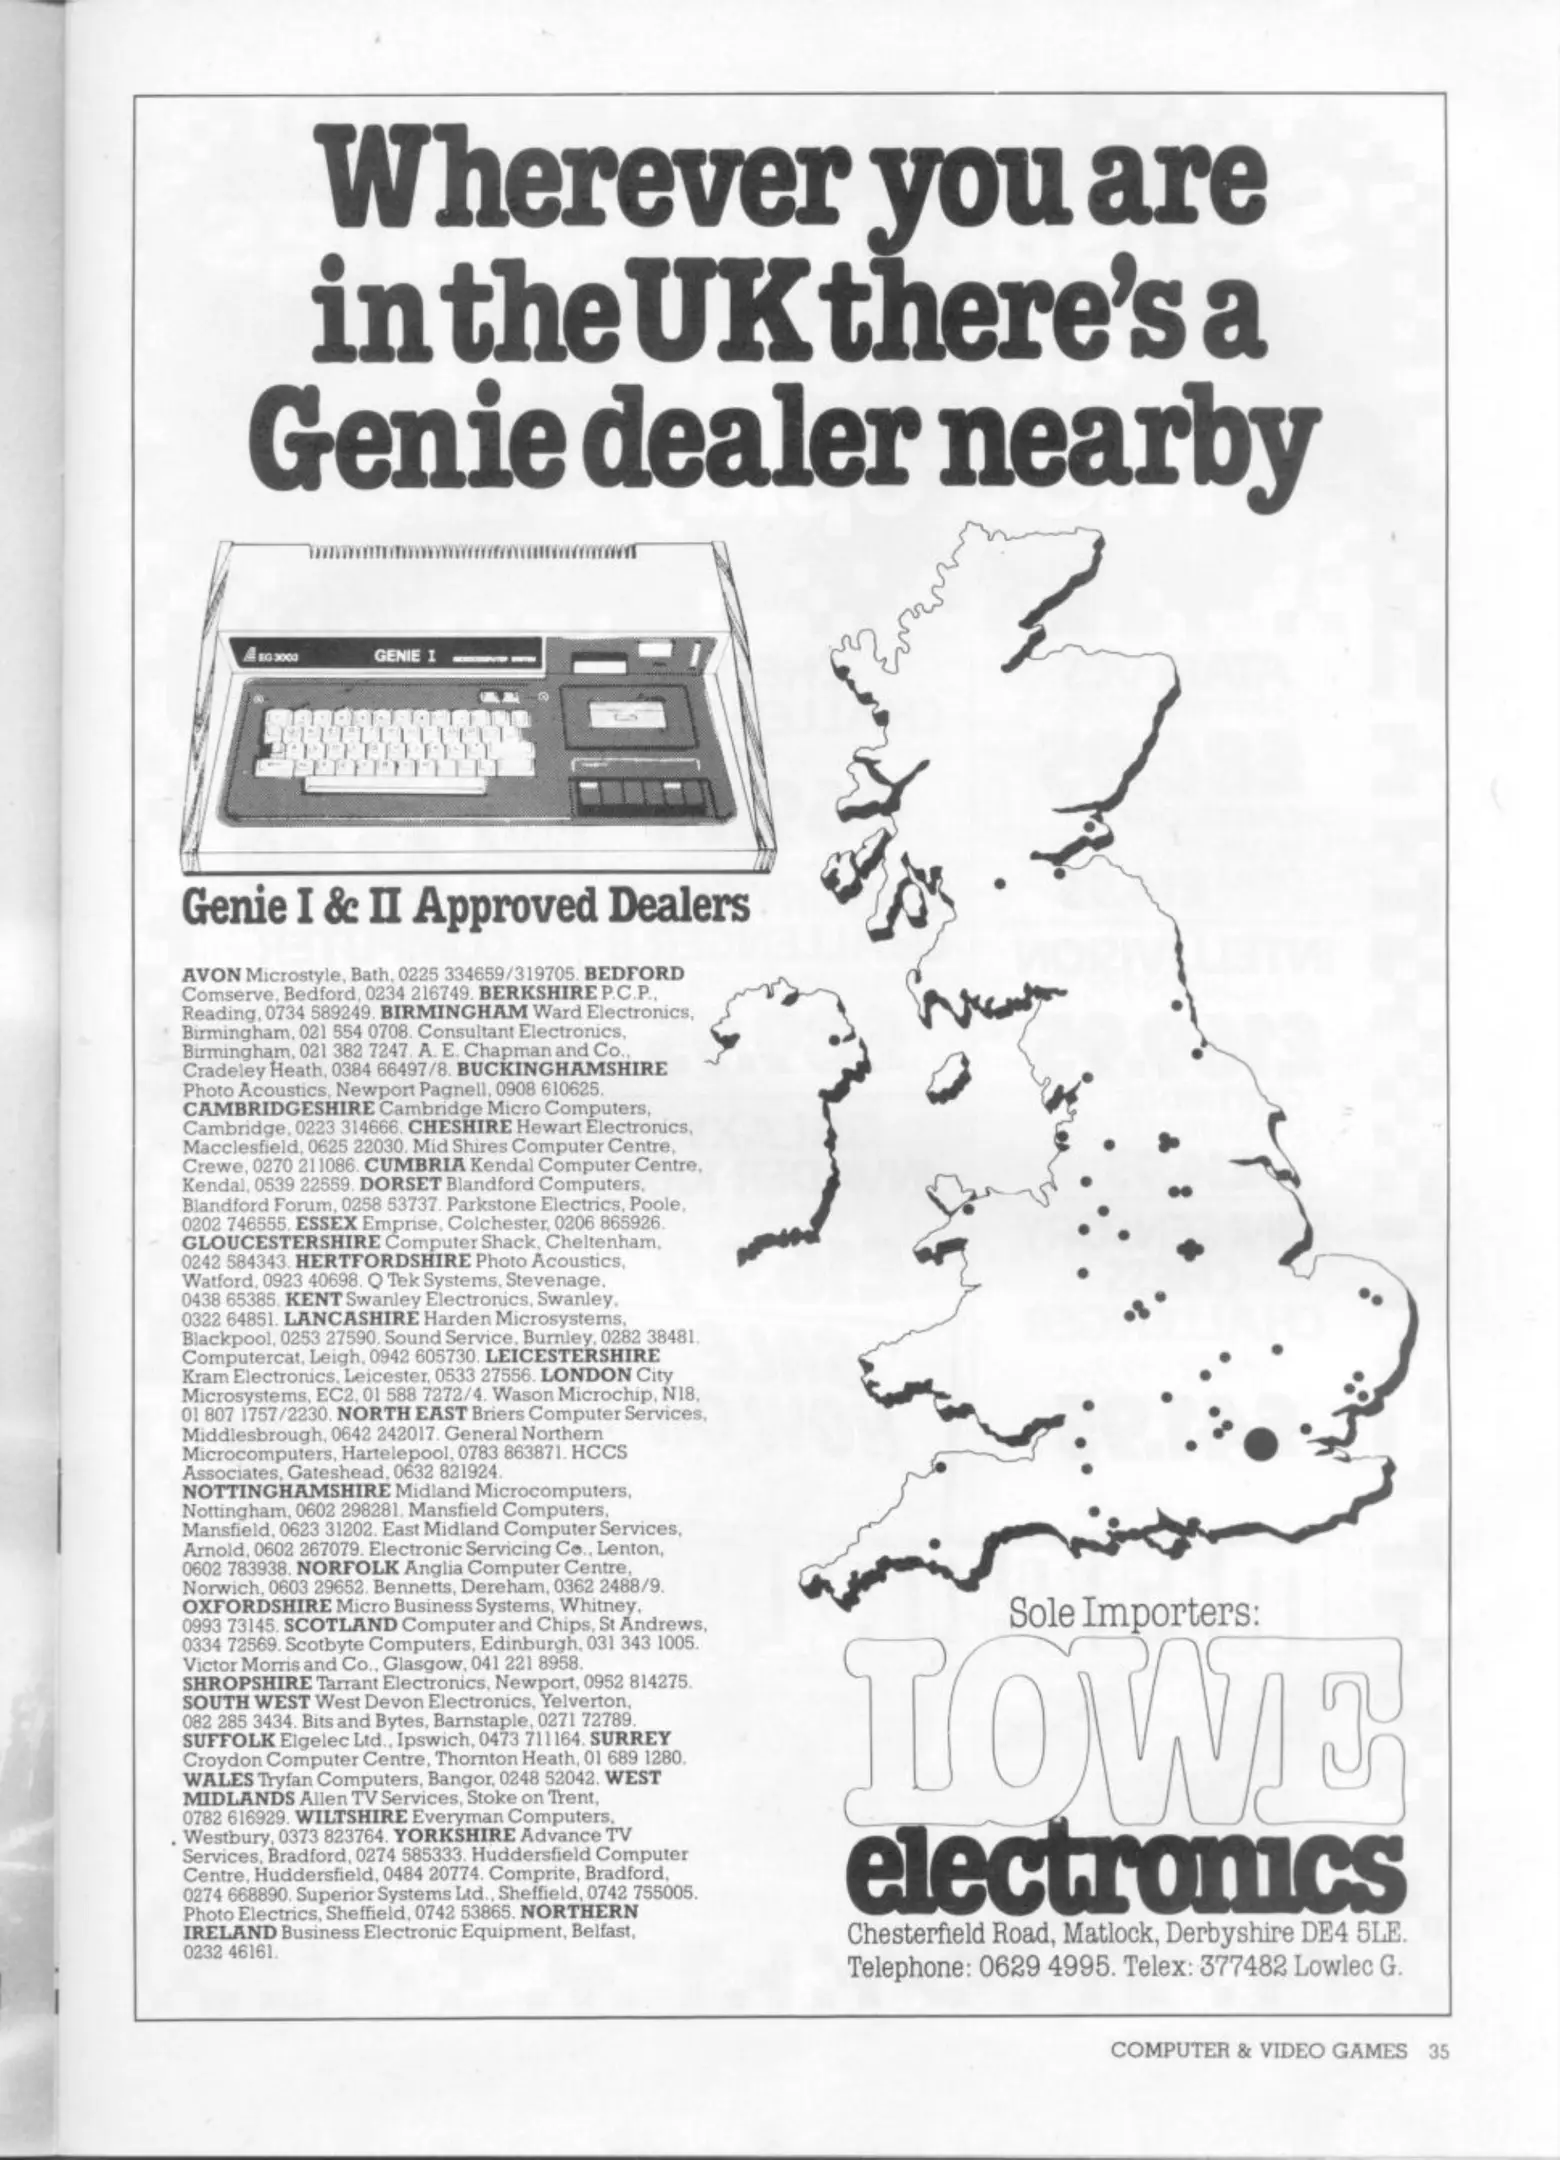 Wherever you are
in the UK there's a
Genie dealer nearby
EG 3003 GENIE I MICROCOMPUTER SYSTEM
Genie I & II Approved Dealers
AVON Microstyle, Bath, 0225 334659/319705. BEDFORD
Comserve, Bedford, 0234 216749. BERKSHIRE P.C.P.,
Reading, 0734 589249. BIRMINGHAM Ward Electronics,
Birmingham, 021 554 0708. Consultant Electronics,
Birmingham, 021 382 7247. A. E. Chapman and Co.,
Cradeley Heath, 0384 66497/8. BUCKINGHAMSHIRE
Photo Acoustics, Newport Pagnell, 0908 610625.
CAMBRIDGESHIRE Cambridge Micro Computers,
Cambridge, 0223 314666. CHESHIRE Hewart Electronics,
Macclesfield, 0625 22030. Mid Shires Computer Centre,
Crewe, 0270 211086. CUMBRIA Kendal Computer Centre,
Kendal, 0539 22559. DORSET Blandford Computers,
Blandford Forum, 0258 53737. Parkstone Electrics, Poole,
0202 746555. ESSEX Emprise, Colchester, 0206 865926.
GLOUCESTERSHIRE Computer Shack, Cheltenham,
0242 584343. HERTFORDSHIRE Photo Acoustics,
Watford, 0923 40698. Q Tek Systems, Stevenage,
0438 65385. KENT Swanley Electronics, Swanley,
0322 64851. LANCASHIRE Harden Microsystems,
Blackpool, 0253 27590. Sound Service, Burnley, 0282 38481.
Computercat, Leigh, 0942 605730. LEICESTERSHIRE
Kram Electronics, Leicester, 0533 27556. LONDON City
Microsystems, EC2, 01 588 7272/4. Wason Microchip, N18,
01 807 1757/2230. NORTH EAST Briers Computer Services,
Middlesbrough, 0642 242017. General Northern
Microcomputers, Hartelepool, 0783 863871. HCCS
Associates, Gateshead, 0632 821924.
NOTTINGHAMSHIRE Midland Microcomputers,
Nottingham, 0602 298281. Mansfield Computers,
Mansfield, 0623 31202. East Midland Computer Services,
Arnold, 0602 267079. Electronic Servicing Co., Lenton,
0602 783938. NORFOLK Anglia Computer Centre,
Norwich, 0603 29652. Bennetts, Dereham, 0362 2488/9.
OXFORDSHIRE Micro Business Systems, Whitney,
0993 73145. SCOTLAND Computer and Chips, St Andrews,
0334 72569. Scotbyte Computers, Edinburgh, 031 343 1005.
Victor Morris and Co., Glasgow, 041 221 8958.
SHROPSHIRE Tarrant Electronics, Newport, 0952 814275.
SOUTH WEST West Devon Electronics, Yelverton,
082 285 3434. Bits and Bytes, Barnstaple, 0271 72789.
SUFFOLK Elgelec Ltd., Ipswich, 0473 711164. SURREY
Croydon Computer Centre, Thornton Heath, 01 689 1280.
WALES Tryfan Computers, Bangor, 0248 52042. WEST
MIDLANDS Allen TV Services, Stoke on Trent,
0782 616929. WILTSHIRE Everyman Computers,
Westbury, 0373 823764. YORKSHIRE Advance TV
Services, Bradford, 0274 585333. Huddersfield Computer
Centre, Huddersfield, 0484 20774. Comprite, Bradford,
0274 668890. Superior Systems Ltd., Sheffield, 0742 755005.
Photo Electrics, Sheffield, 0742 53865. NORTHERN
IRELAND Business Electronic Equipment, Belfast,
0232 46161.
Sole Importers:
LOWE
electronics
Chesterfield Road, Matlock, Derbyshire DE4 5LE.
Telephone: 0629 4995. Telex: 377482 Lowlec G.
COMPUTER & VIDEO GAMES 35